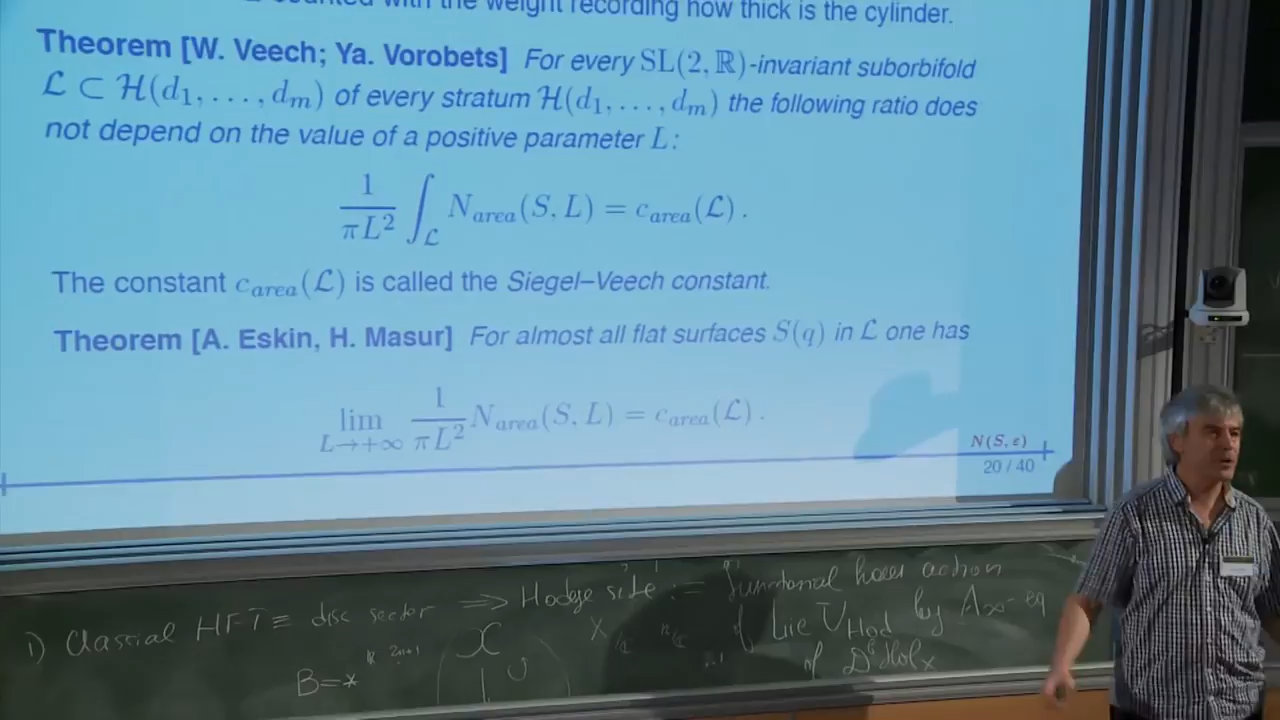 counted with the weight recording how thick is the cylinder.
Theorem [W. Veech; Ya. Vorobets] For every SL(2, ℝ)-invariant suborbifold
ℒ ⊂ ℋ(d₁, …, dₘ) of every stratum ℋ(d₁, …, dₘ) the following ratio does
not depend on the value of a positive parameter L:
1/(πL²) ∫_ℒ N_area(S, L) = c_area(ℒ).
The constant c_area(ℒ) is called the Siegel–Veech constant.
Theorem [A. Eskin, H. Masur] For almost all flat surfaces S(q) in ℒ one has
lim_{L→+∞} 1/(πL²) N_area(S, L) = c_area(ℒ).
N(S, ε)
20 / 40
1) Classical HFT ≡ disc sector ⇒ Hodge side := functional
action
of Lie U_Hod by A∞-eq
B=*
X
of D^b Hol_X